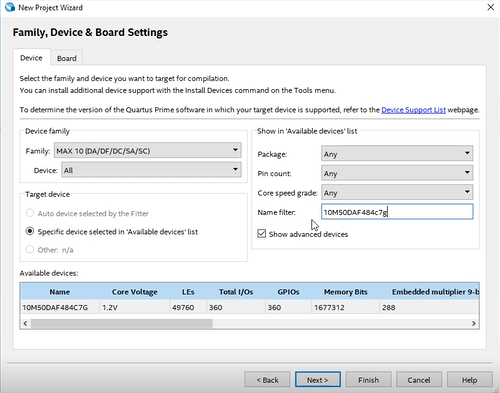 New Project Wizard
Family, Device & Board Settings
Device
Board
Select the family and device you want to target for compilation.
You can install additional device support with the Install Devices command on the Tools menu.
To determine the version of the Quartus Prime software in which your target device is supported, refer to the Device Support List webpage.
Device family
Family: MAX 10 (DA/DF/DC/SA/SC)
Device: All
Target device
Auto device selected by the Fitter
Specific device selected in 'Available devices' list
Other: n/a
Show in 'Available devices' list
Package: Any
Pin count: Any
Core speed grade: Any
Name filter: 10M50DAF484c7g
Show advanced devices
Available devices:
Name Core Voltage LEs Total I/Os GPIOs Memory Bits Embedded multiplier 9-b
10M50DAF484C7G 1.2V 49760 360 360 1677312 288
< Back Next > Finish Cancel Help